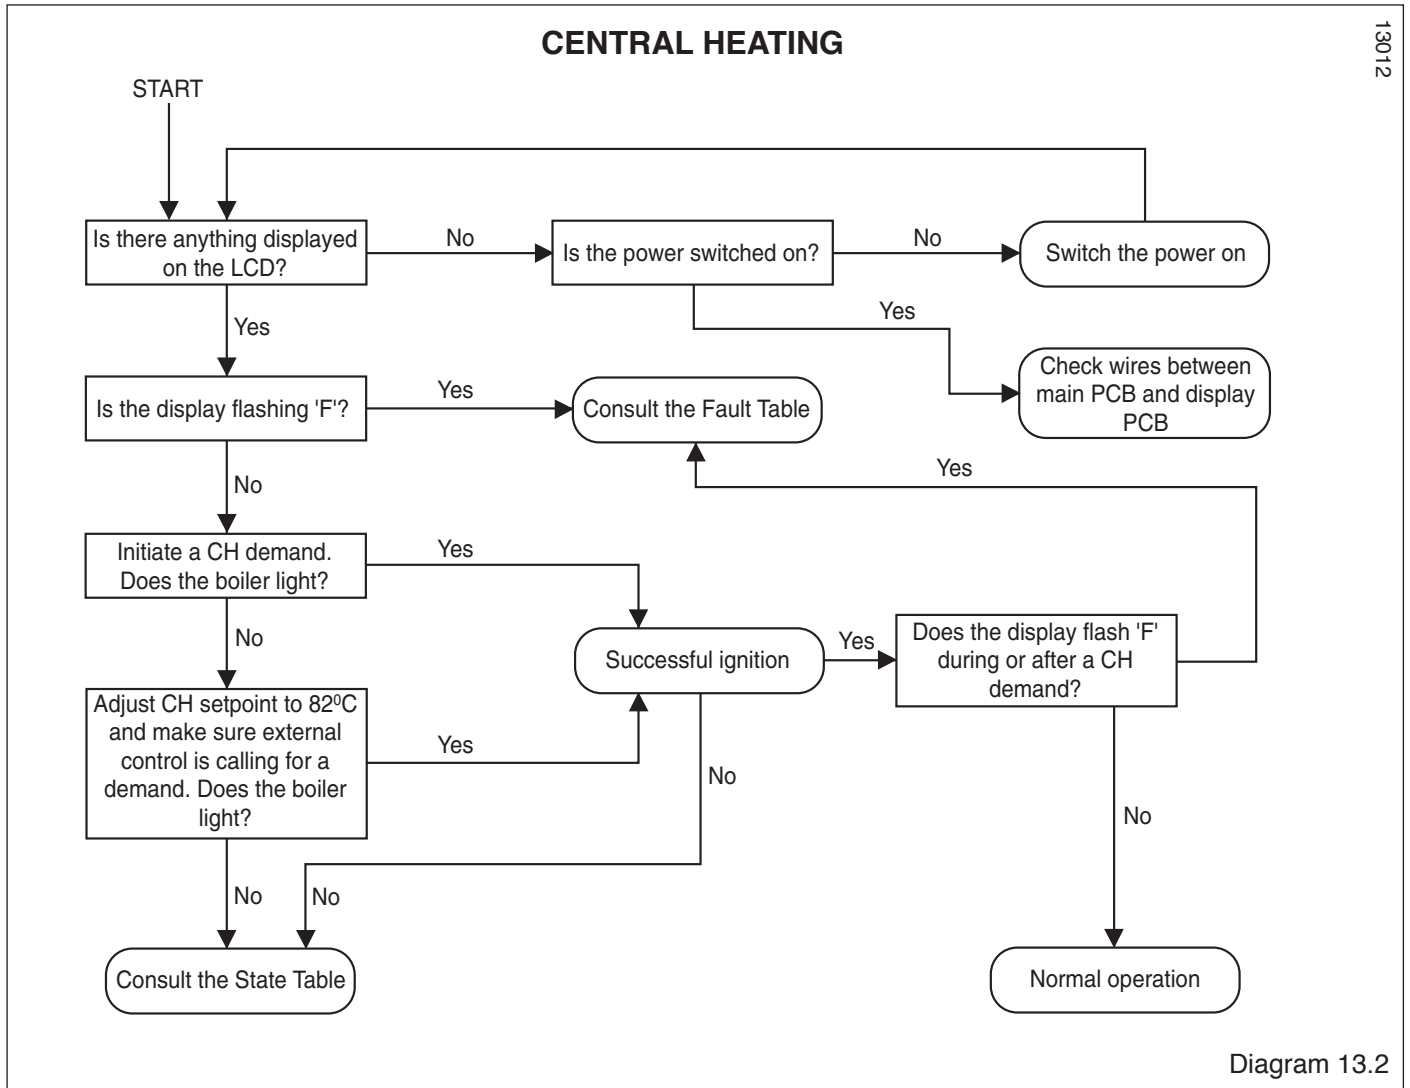 CENTRAL HEATING
13012
START
Is there anything displayed
on the LCD?
No
Is the power switched on?
No
Switch the power on
Yes
Yes
Check wires between
main PCB and display
PCB
Is the display flashing 'F'?
Yes
Consult the Fault Table
Yes
No
Initiate a CH demand.
Does the boiler light?
Yes
No
Successful ignition
Yes
Does the display flash 'F'
during or after a CH
demand?
Adjust CH setpoint to 82⁰C
and make sure external
control is calling for a
demand. Does the boiler
light?
Yes
No
No
No
No
Consult the State Table
Normal operation
Diagram 13.2